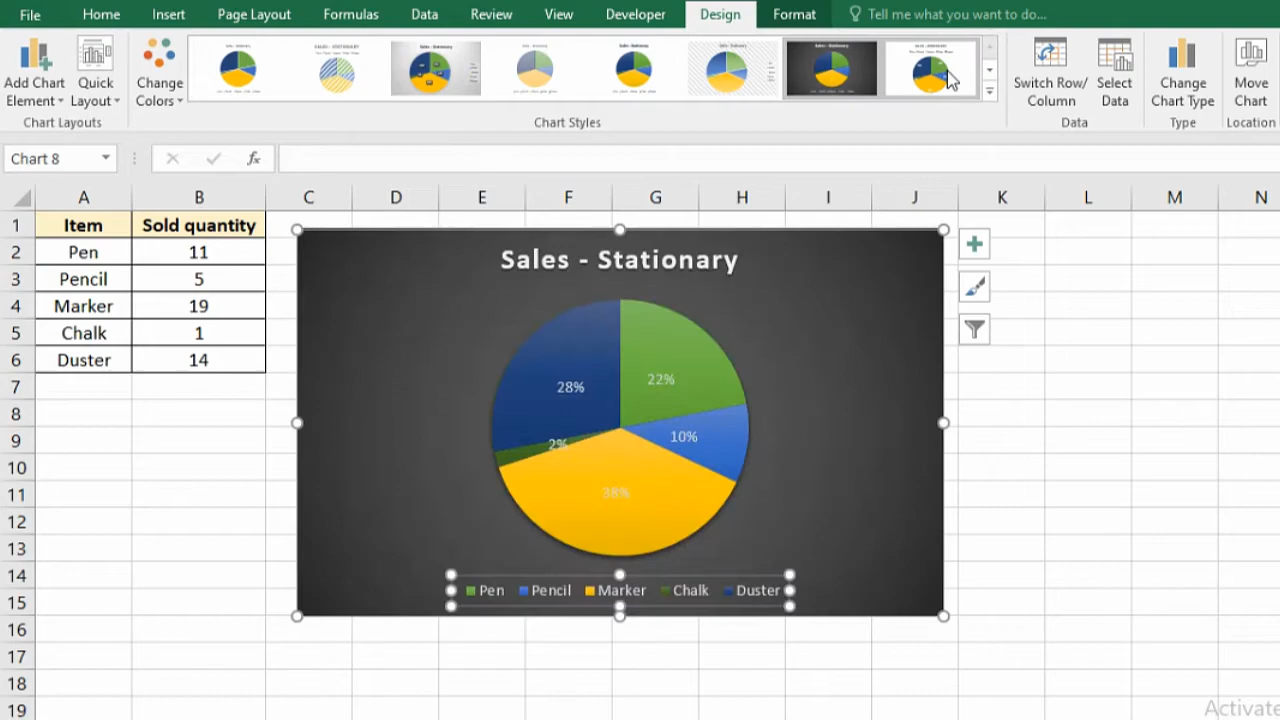 File Home Insert Page Layout Formulas Data Review View Developer Design Format Tell me what you want to do...
Add Chart Element
Quick Layout
Chart Layouts
Change Colors
Chart Styles
Switch Row/ Column
Select Data
Data
Change Chart Type
Type
Move Chart
Location
Chart 8 fx
A B C D E F G H I J K L M N
1 Item Sold quantity
2 Pen 11
3 Pencil 5
4 Marker 19
5 Chalk 1
6 Duster 14
7
8
9
10
11
12
13
14
15
16
17
18
19
Sales - Stationary
28% 22%
2% 10%
38%
Pen Pencil Marker Chalk Duster
Activate